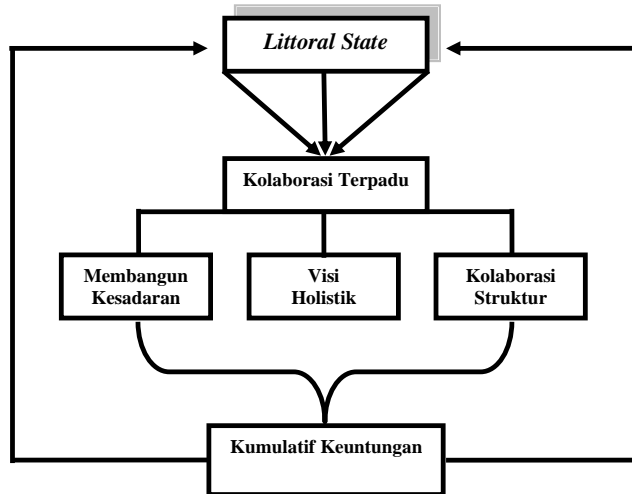 Littoral State
Kolaborasi Terpadu
Membangun
Kesadaran
Visi
Holistik
Kolaborasi
Struktur
Kumulatif Keuntungan